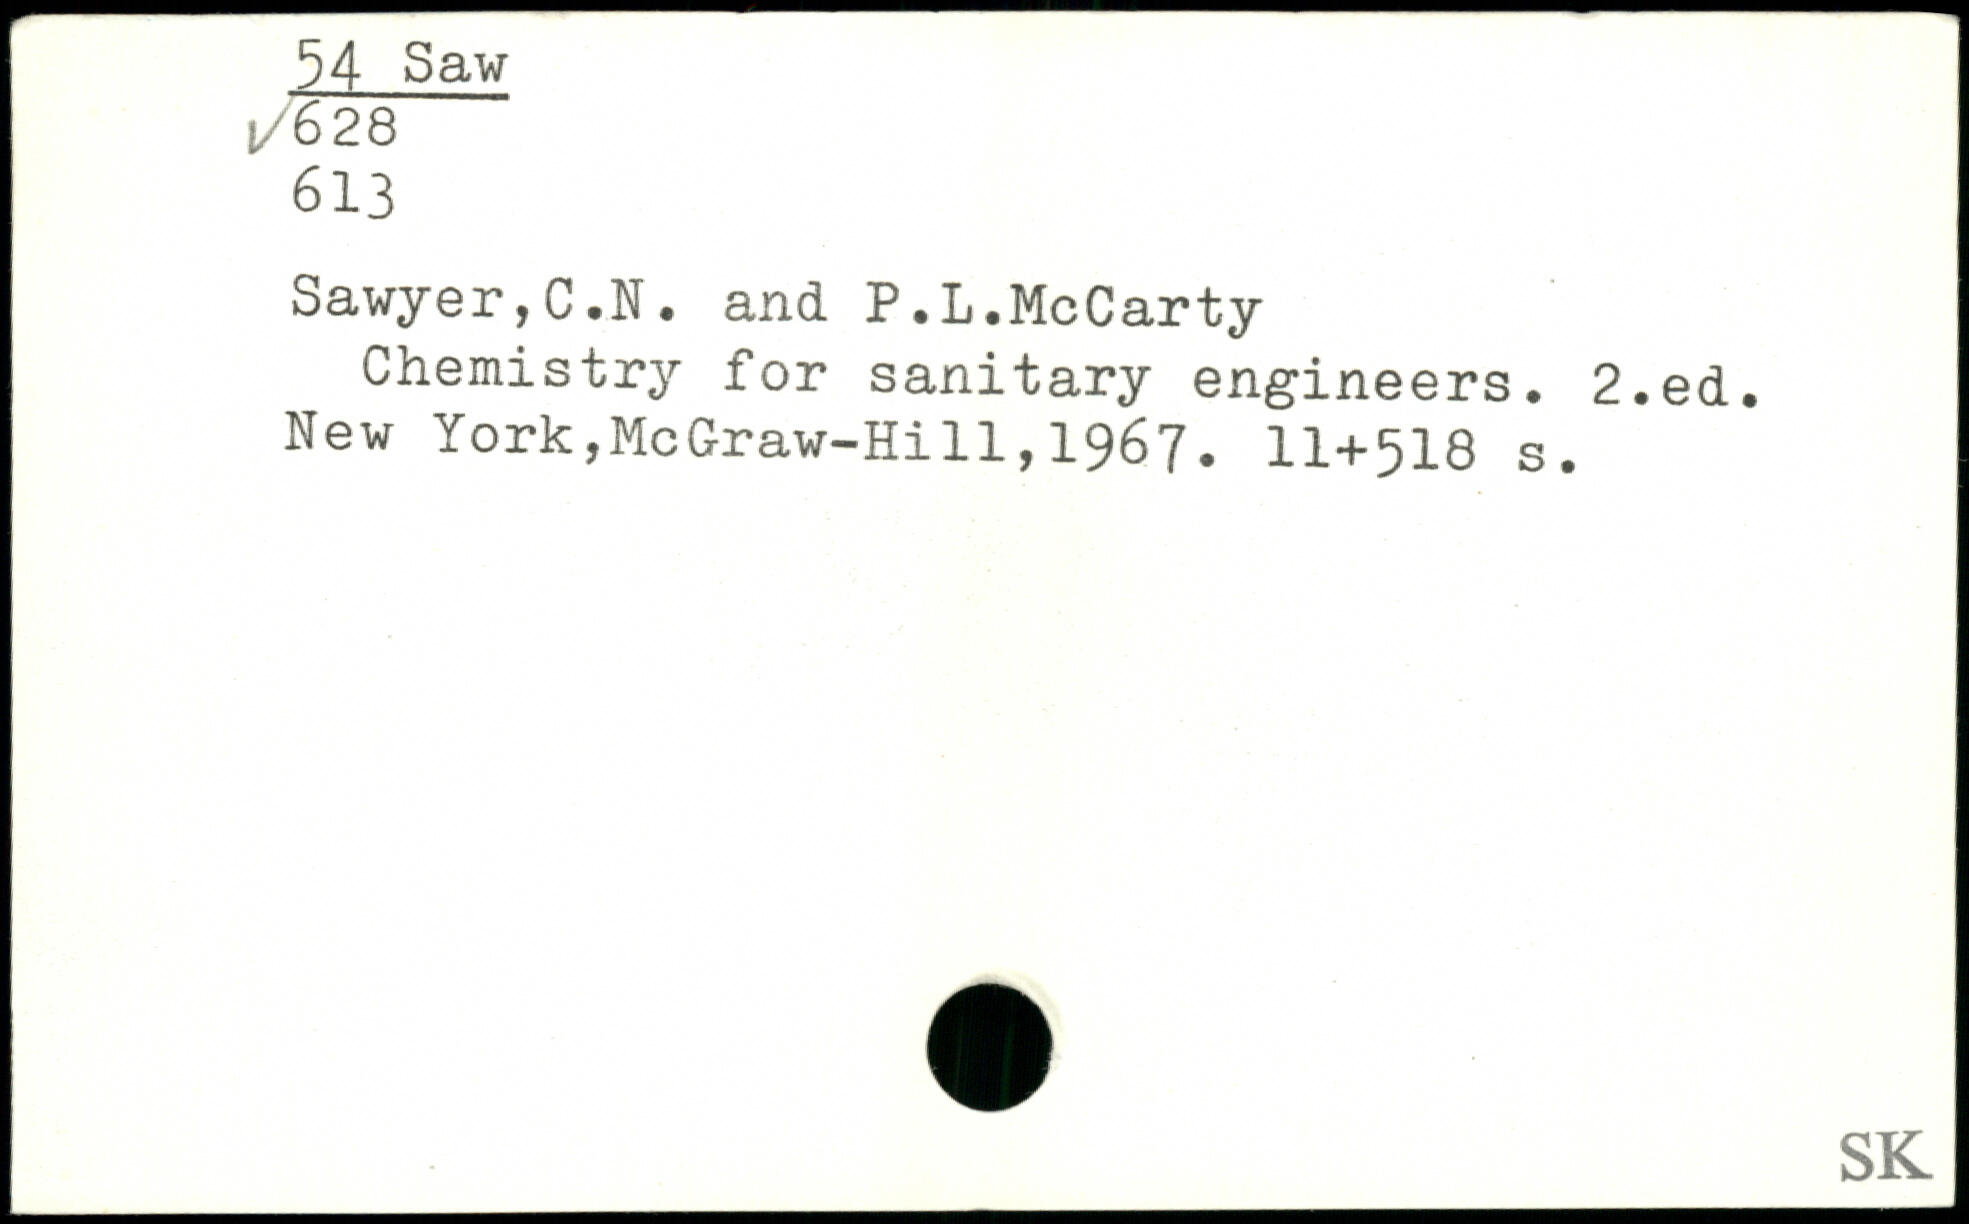 54 Saw
✓628
613
Sawyer,C.N. and P.L.McCarty
Chemistry for sanitary engineers. 2.ed.
New York,McGraw-Hill,1967. 11+518 s.
SK